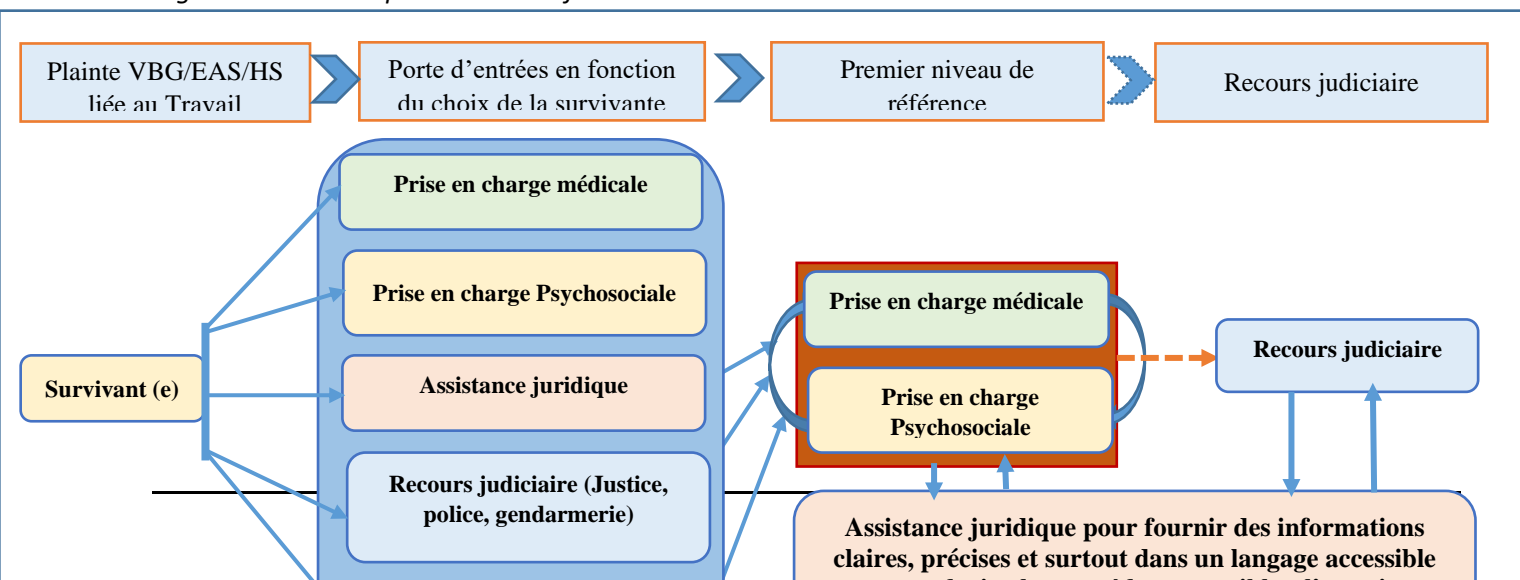 Plainte VBG/EAS/HS
liée au Travail
Porte d’entrées en fonction
du choix de la survivante
Premier niveau de
référence
Recours judiciaire
Prise en charge médicale
Prise en charge Psychosociale
Assistance juridique
Recours judiciaire (Justice,
police, gendarmerie)
Survivant (e)
Prise en charge médicale
Prise en charge
Psychosociale
Recours judiciaire
Assistance juridique pour fournir des informations
claires, précises et surtout dans un langage accessible